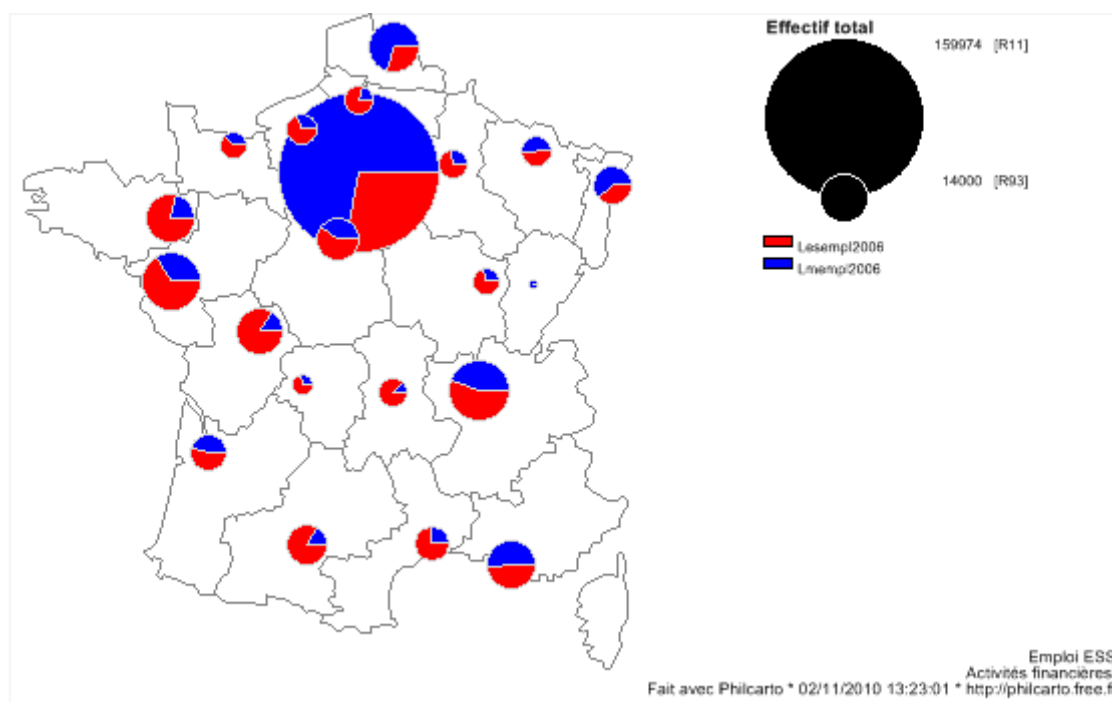 Effectif total
159974 [R11]
14000 [R93]
Lesempl2006
Lmempl2006
Emploi ESS
Activités financières
Fait avec Philcarto * 02/11/2010 13:23:01 * http://philcarto.free.f